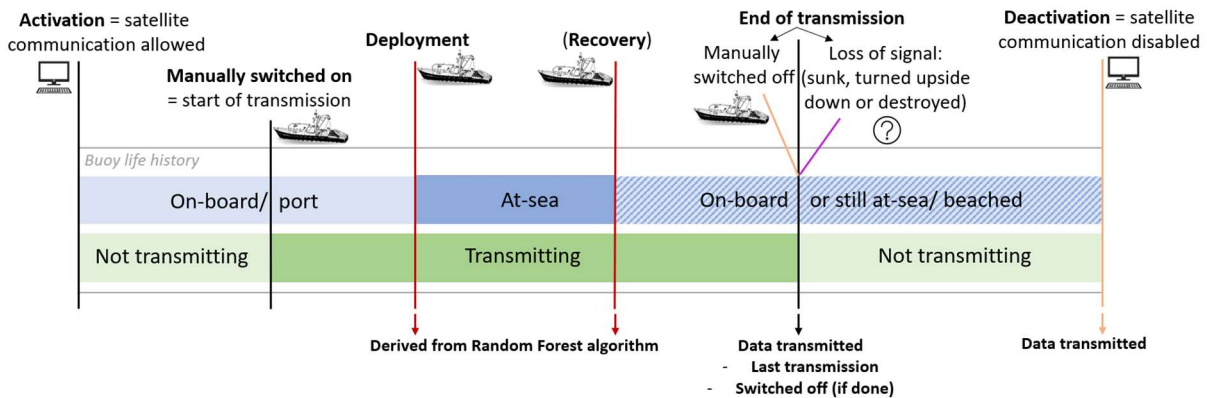 Activation = satellite
communication allowed
Manually switched on
= start of transmission
Deployment
(Recovery)
End of transmission
Manually
switched off
Loss of signal:
(sunk, turned upside
down or destroyed)
?
Deactivation = satellite
communication disabled
Buoy life history
On-board/ port
At-sea
On-board or still at-sea/ beached
Not transmitting
Transmitting
Not transmitting
Derived from Random Forest algorithm
Data transmitted
- Last transmission
- Switched off (if done)
Data transmitted